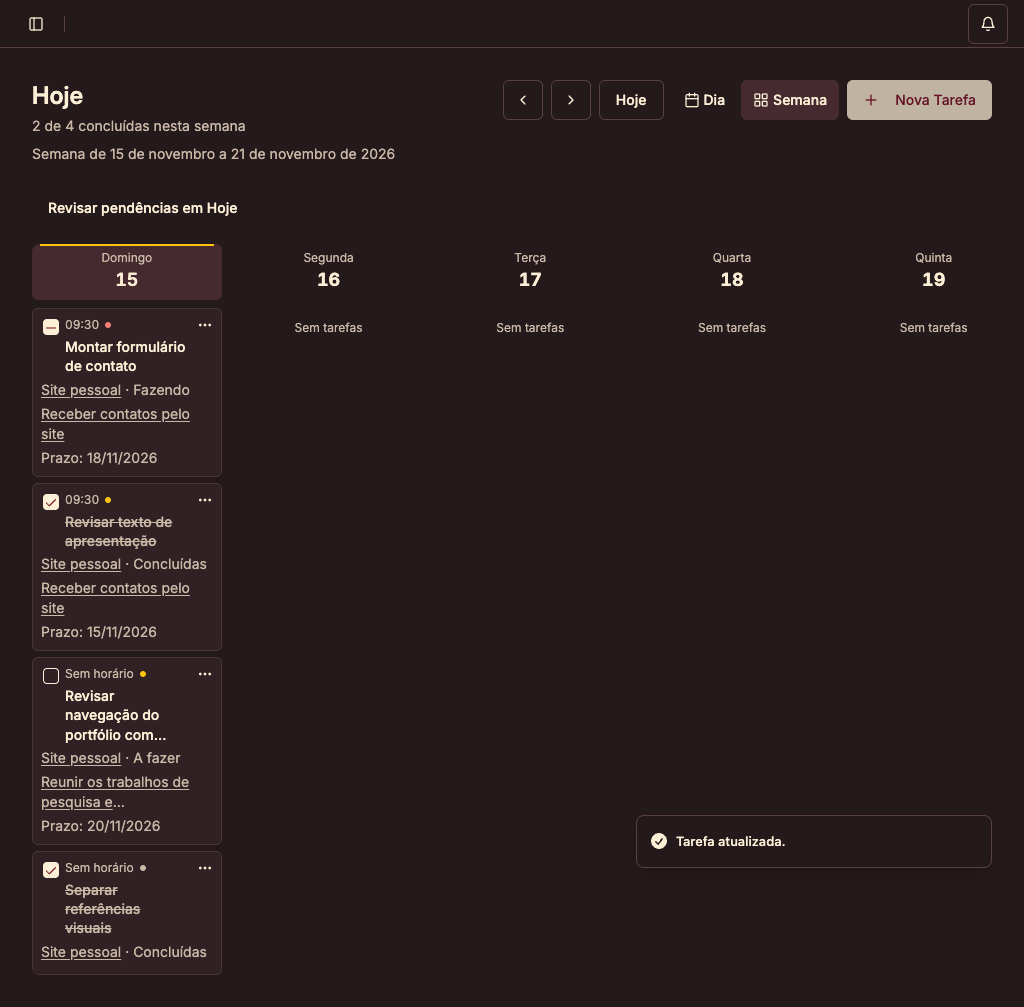 Hoje
2 de 4 concluídas nesta semana
Semana de 15 de novembro a 21 de novembro de 2026
Hoje
Dia
Semana
Nova Tarefa
Revisar pendências em Hoje
Domingo
15
Segunda
16
Terça
17
Quarta
18
Quinta
19
09:30
Montar formulário
de contato
Site pessoal · Fazendo
Receber contatos pelo
site
Prazo: 18/11/2026
09:30
Revisar texto de
apresentação
Site pessoal · Concluídas
Receber contatos pelo
site
Prazo: 15/11/2026
Sem horário
Revisar
navegação do
portfólio com...
Site pessoal · A fazer
Reunir os trabalhos de
pesquisa e...
Prazo: 20/11/2026
Sem horário
Separar
referências
visuais
Site pessoal · Concluídas
Sem tarefas
Sem tarefas
Sem tarefas
Sem tarefas
Tarefa atualizada.